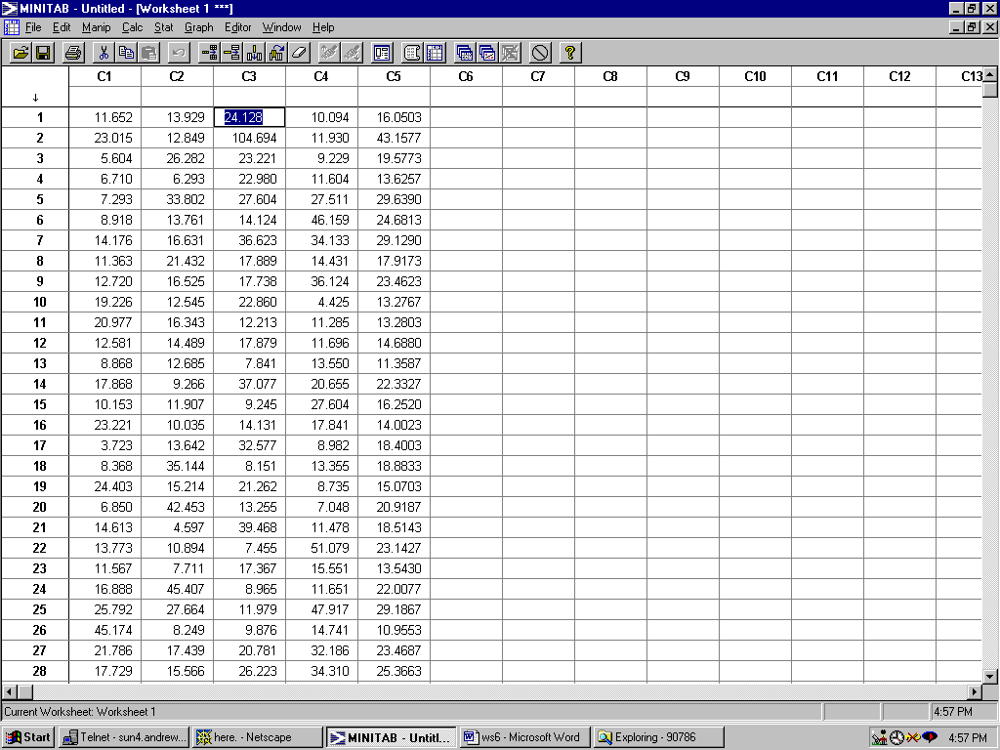 MINITAB - Untitled - [Worksheet 1 ***]
File Edit Manip Calc Stat Graph Editor Window Help
C1 C2 C3 C4 C5 C6 C7 C8 C9 C10 C11 C12 C13
↓
1 11.652 13.929 24.128 10.094 16.0503
2 23.015 12.849 104.694 11.930 43.1577
3 5.604 26.282 23.221 9.229 19.5773
4 6.710 6.293 22.980 11.604 13.6257
5 7.293 33.802 27.604 27.511 29.6390
6 8.918 13.761 14.124 46.159 24.6813
7 14.176 16.631 36.623 34.133 29.1290
8 11.363 21.432 17.889 14.431 17.9173
9 12.720 16.525 17.738 36.124 23.4623
10 19.226 12.545 22.860 4.425 13.2767
11 20.977 16.343 12.213 11.285 13.2803
12 12.581 14.489 17.879 11.696 14.6880
13 8.868 12.685 7.841 13.550 11.3587
14 17.868 9.266 37.077 20.655 22.3327
15 10.153 11.907 9.245 27.604 16.2520
16 23.221 10.035 14.131 17.841 14.0023
17 3.723 13.642 32.577 8.982 18.4003
18 8.368 35.144 8.151 13.355 18.8833
19 24.403 15.214 21.262 8.735 15.0703
20 6.850 42.453 13.255 7.048 20.9187
21 14.613 4.597 39.468 11.478 18.5143
22 13.773 10.894 7.455 51.079 23.1427
23 11.567 7.711 17.367 15.551 13.5430
24 16.888 45.407 8.965 11.651 22.0077
25 25.792 27.664 11.979 47.917 29.1867
26 45.174 8.249 9.876 14.741 10.9553
27 21.786 17.439 20.781 32.186 23.4687
28 17.729 15.566 26.223 34.310 25.3663
Current Worksheet: Worksheet 1 4:57 PM
Start Telnet - sun4.andrew... here. - Netscape MINITAB - Untitl... ws6 - Microsoft Word Exploring - 90786 4:57 PM